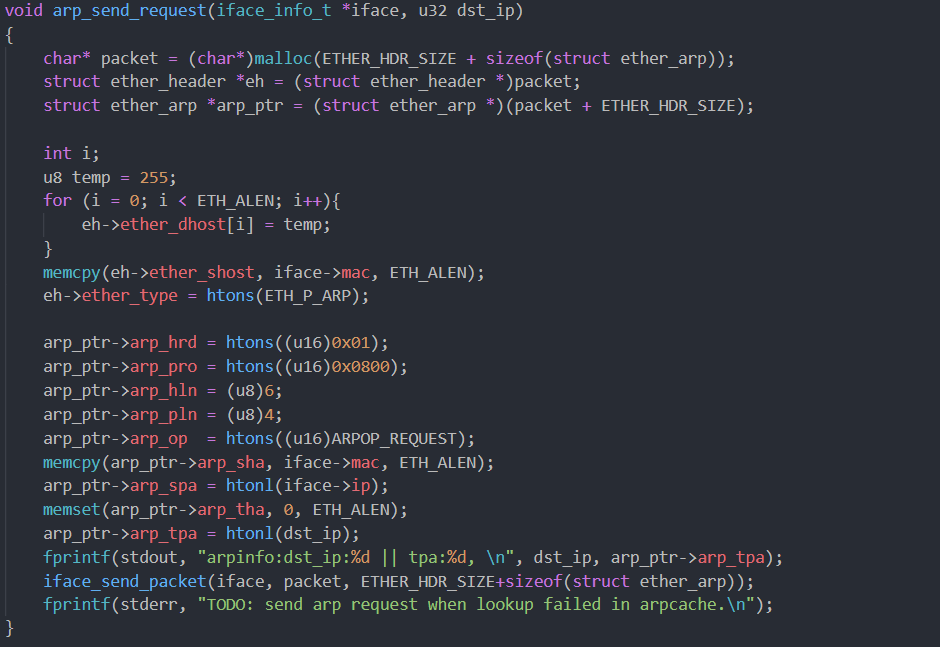 void arp_send_request(iface_info_t *iface, u32 dst_ip)
{
    char* packet = (char*)malloc(ETHER_HDR_SIZE + sizeof(struct ether_arp));
    struct ether_header *eh = (struct ether_header *)packet;
    struct ether_arp *arp_ptr = (struct ether_arp *)(packet + ETHER_HDR_SIZE);

    int i;
    u8 temp = 255;
    for (i = 0; i < ETH_ALEN; i++){
        eh->ether_dhost[i] = temp;
    }
    memcpy(eh->ether_shost, iface->mac, ETH_ALEN);
    eh->ether_type = htons(ETH_P_ARP);

    arp_ptr->arp_hrd = htons((u16)0x01);
    arp_ptr->arp_pro = htons((u16)0x0800);
    arp_ptr->arp_hln = (u8)6;
    arp_ptr->arp_pln = (u8)4;
    arp_ptr->arp_op  = htons((u16)ARPOP_REQUEST);
    memcpy(arp_ptr->arp_sha, iface->mac, ETH_ALEN);
    arp_ptr->arp_spa = htonl(iface->ip);
    memset(arp_ptr->arp_tha, 0, ETH_ALEN);
    arp_ptr->arp_tpa = htonl(dst_ip);
    fprintf(stdout, "arpinfo:dst_ip:%d || tpa:%d, \n", dst_ip, arp_ptr->arp_tpa);
    iface_send_packet(iface, packet, ETHER_HDR_SIZE+sizeof(struct ether_arp));
    fprintf(stderr, "TODO: send arp request when lookup failed in arpcache.\n");
}